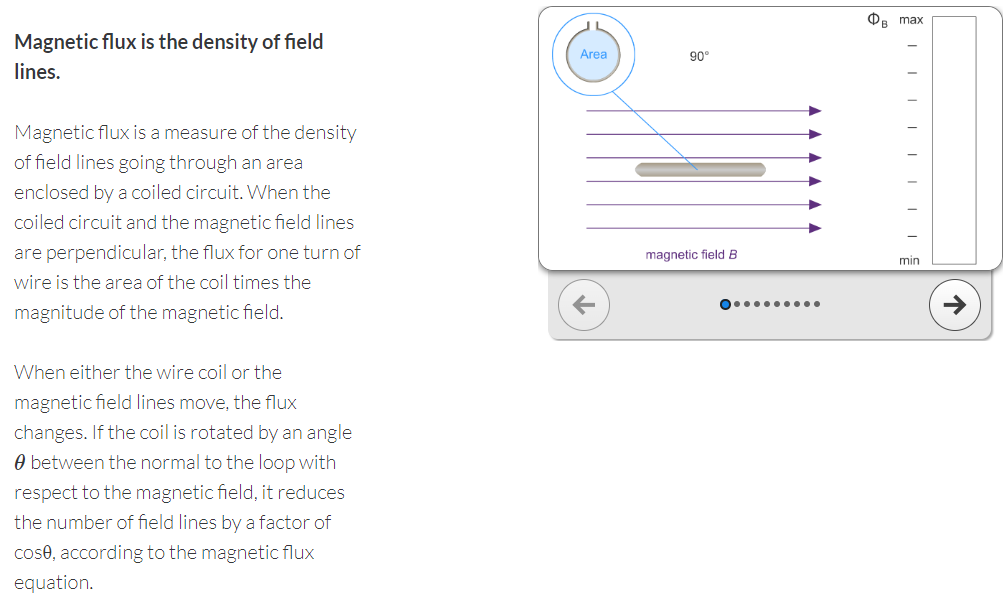 Magnetic flux is the density of field
lines.
Magnetic flux is a measure of the density
of field lines going through an area
enclosed by a coiled circuit. When the
coiled circuit and the magnetic field lines
are perpendicular, the flux for one turn of
wire is the area of the coil times the
magnitude of the magnetic field.
When either the wire coil or the
magnetic field lines move, the flux
changes. If the coil is rotated by an angle
θ between the normal to the loop with
respect to the magnetic field, it reduces
the number of field lines by a factor of
cosθ, according to the magnetic flux
equation.
Φ_B max
Area
90°
magnetic field B
min